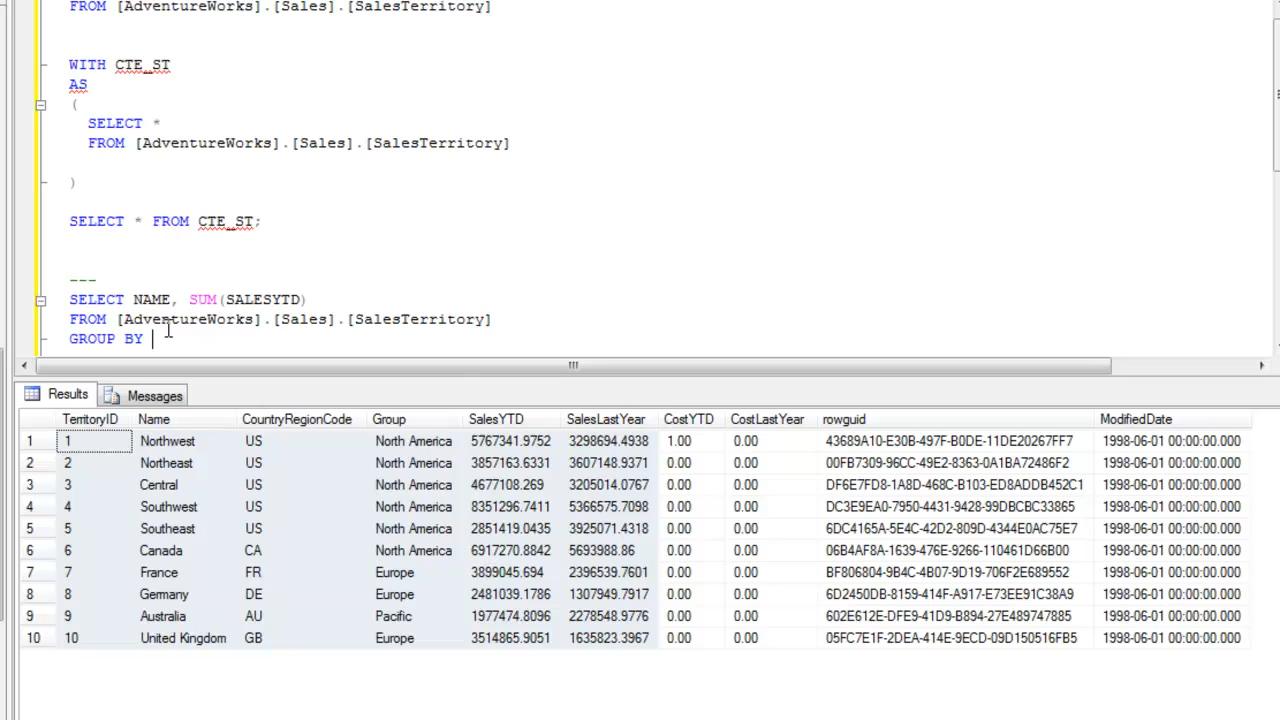 FROM [AdventureWorks].[Sales].[SalesTerritory]
WITH CTE_ST
AS
(
SELECT *
FROM [AdventureWorks].[Sales].[SalesTerritory]
)
SELECT * FROM CTE_ST;
---
SELECT NAME, SUM(SALESYTD)
FROM [AdventureWorks].[Sales].[SalesTerritory]
GROUP BY
Results Messages
TerritoryID Name CountryRegionCode Group SalesYTD SalesLastYear CostYTD CostLastYear rowguid ModifiedDate
1 1 Northwest US North America 5767341.9752 3298694.4938 1.00 0.00 43689A10-E30B-497F-B0DE-11DE20267FF7 1998-06-01 00:00:00.000
2 2 Northeast US North America 3857163.6331 3607148.9371 0.00 0.00 00FB7309-96CC-49E2-8363-0A1BA72486F2 1998-06-01 00:00:00.000
3 3 Central US North America 4677108.269 3205014.0767 0.00 0.00 DF6E7FD8-1A8D-468C-B103-ED8ADDB452C1 1998-06-01 00:00:00.000
4 4 Southwest US North America 8351296.7411 5366575.7098 0.00 0.00 DC3E9EA0-7950-4431-9428-99DBCBC33865 1998-06-01 00:00:00.000
5 5 Southeast US North America 2851419.0435 3925071.4318 0.00 0.00 6DC4165A-5E4C-42D2-809D-4344E0AC75E7 1998-06-01 00:00:00.000
6 6 Canada CA North America 6917270.8842 5693988.86 0.00 0.00 06B4AF8A-1639-476E-9266-110461D66B00 1998-06-01 00:00:00.000
7 7 France FR Europe 3899045.694 2396539.7601 0.00 0.00 BF806804-9B4C-4B07-9D19-706F2E689552 1998-06-01 00:00:00.000
8 8 Germany DE Europe 2481039.1786 1307949.7917 0.00 0.00 6D2450DB-8159-414F-A917-E73EE91C38A9 1998-06-01 00:00:00.000
9 9 Australia AU Pacific 1977474.8096 2278548.9776 0.00 0.00 602E612E-DFE9-41D9-B894-27E489747885 1998-06-01 00:00:00.000
10 10 United Kingdom GB Europe 3514865.9051 1635823.3967 0.00 0.00 05FC7E1F-2DEA-414E-9ECD-09D150516FB5 1998-06-01 00:00:00.000